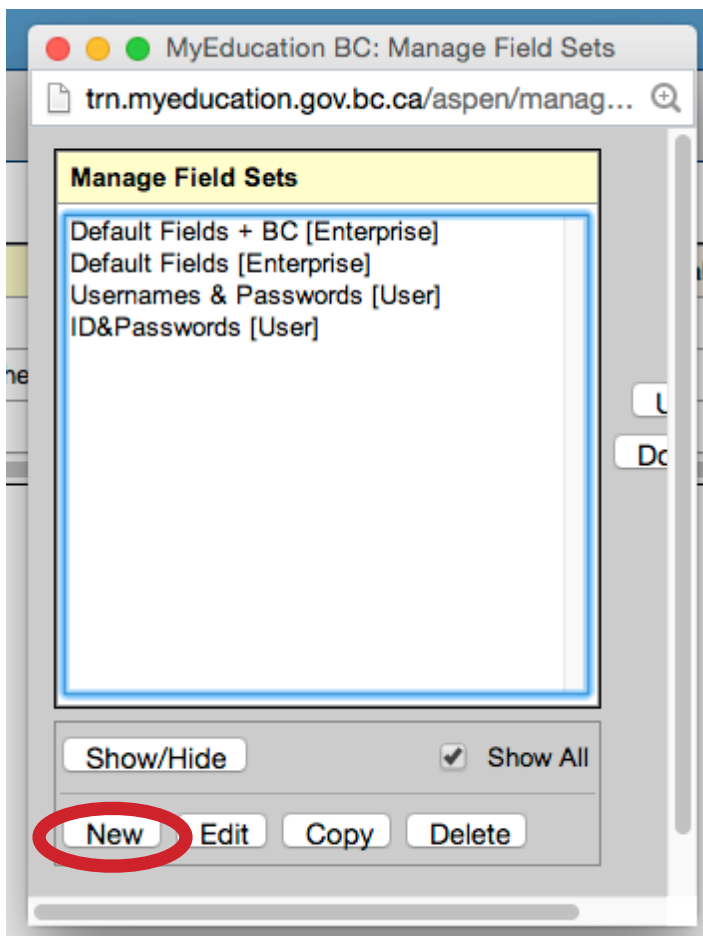 MyEducation BC: Manage Field Sets
trn.myeducation.gov.bc.ca/aspen/manag...
Manage Field Sets
Default Fields + BC [Enterprise]
Default Fields [Enterprise]
Usernames & Passwords [User]
ID&Passwords [User]
Show/Hide
Show All
New
Edit
Copy
Delete